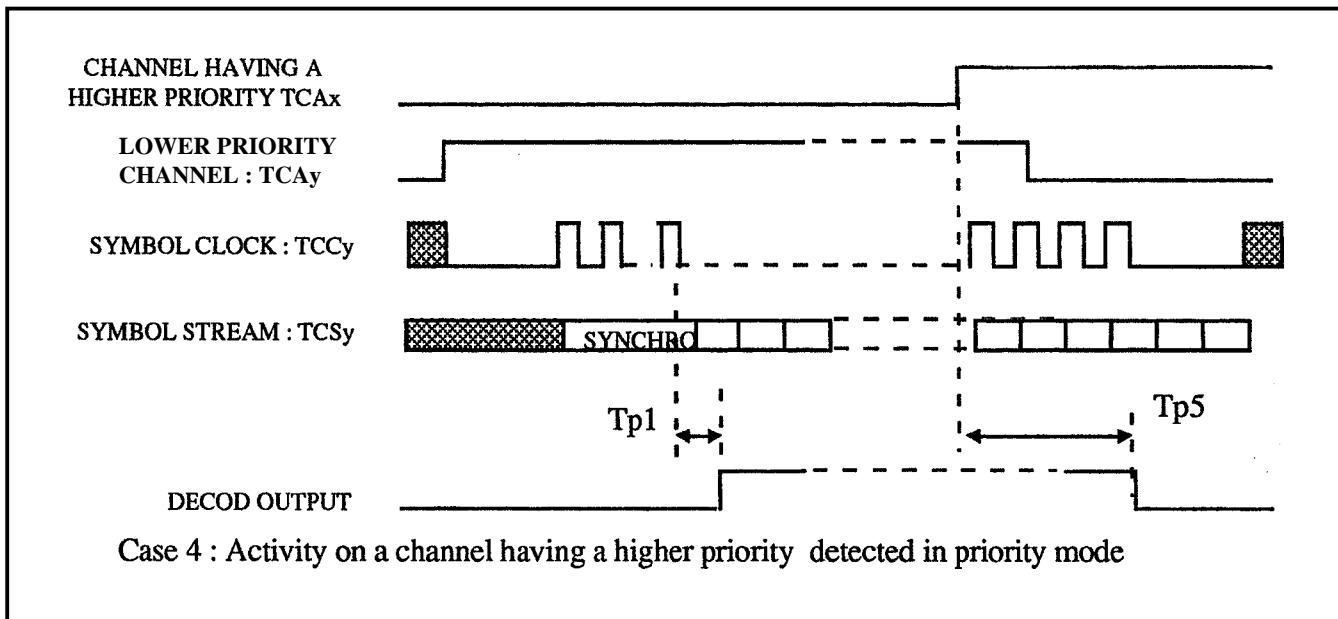 CHANNEL HAVING A
HIGHER PRIORITY TCAx
LOWER PRIORITY
CHANNEL : TCAy
SYMBOL CLOCK : TCCy
SYMBOL STREAM : TCSy
SYNCHRO
Tp1
Tp5
DECOD OUTPUT
Case 4 : Activity on a channel having a higher priority detected in priority mode